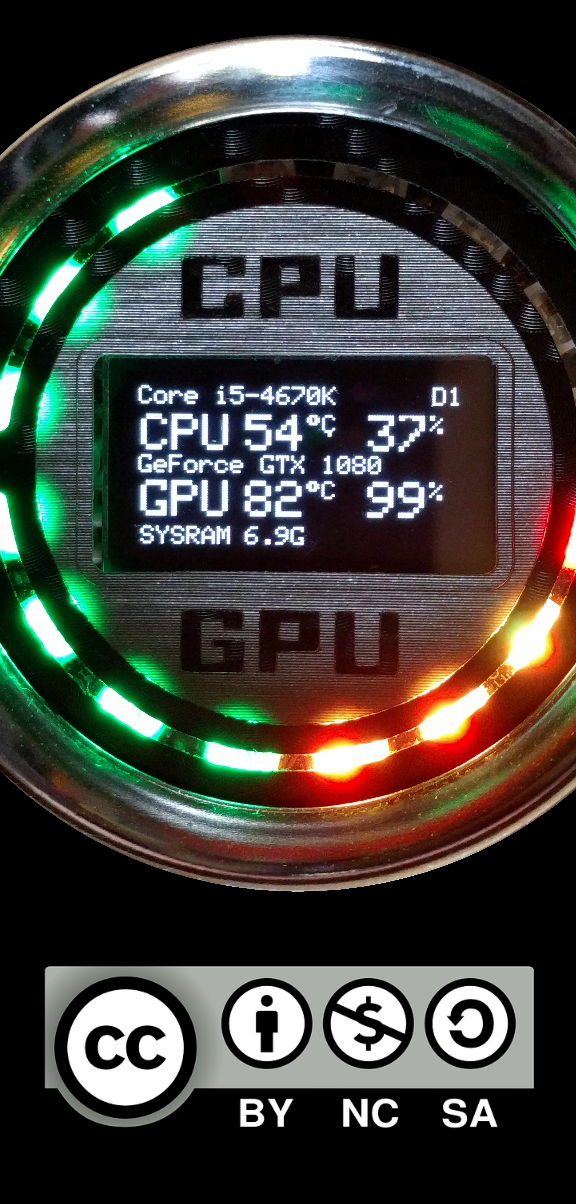 CPU
Core i5-4670K D1
CPU 54°C 37%
GeForce GTX 1080
GPU 82°C 99%
SYSRAM 6.9G
GPU
cc
BY NC SA